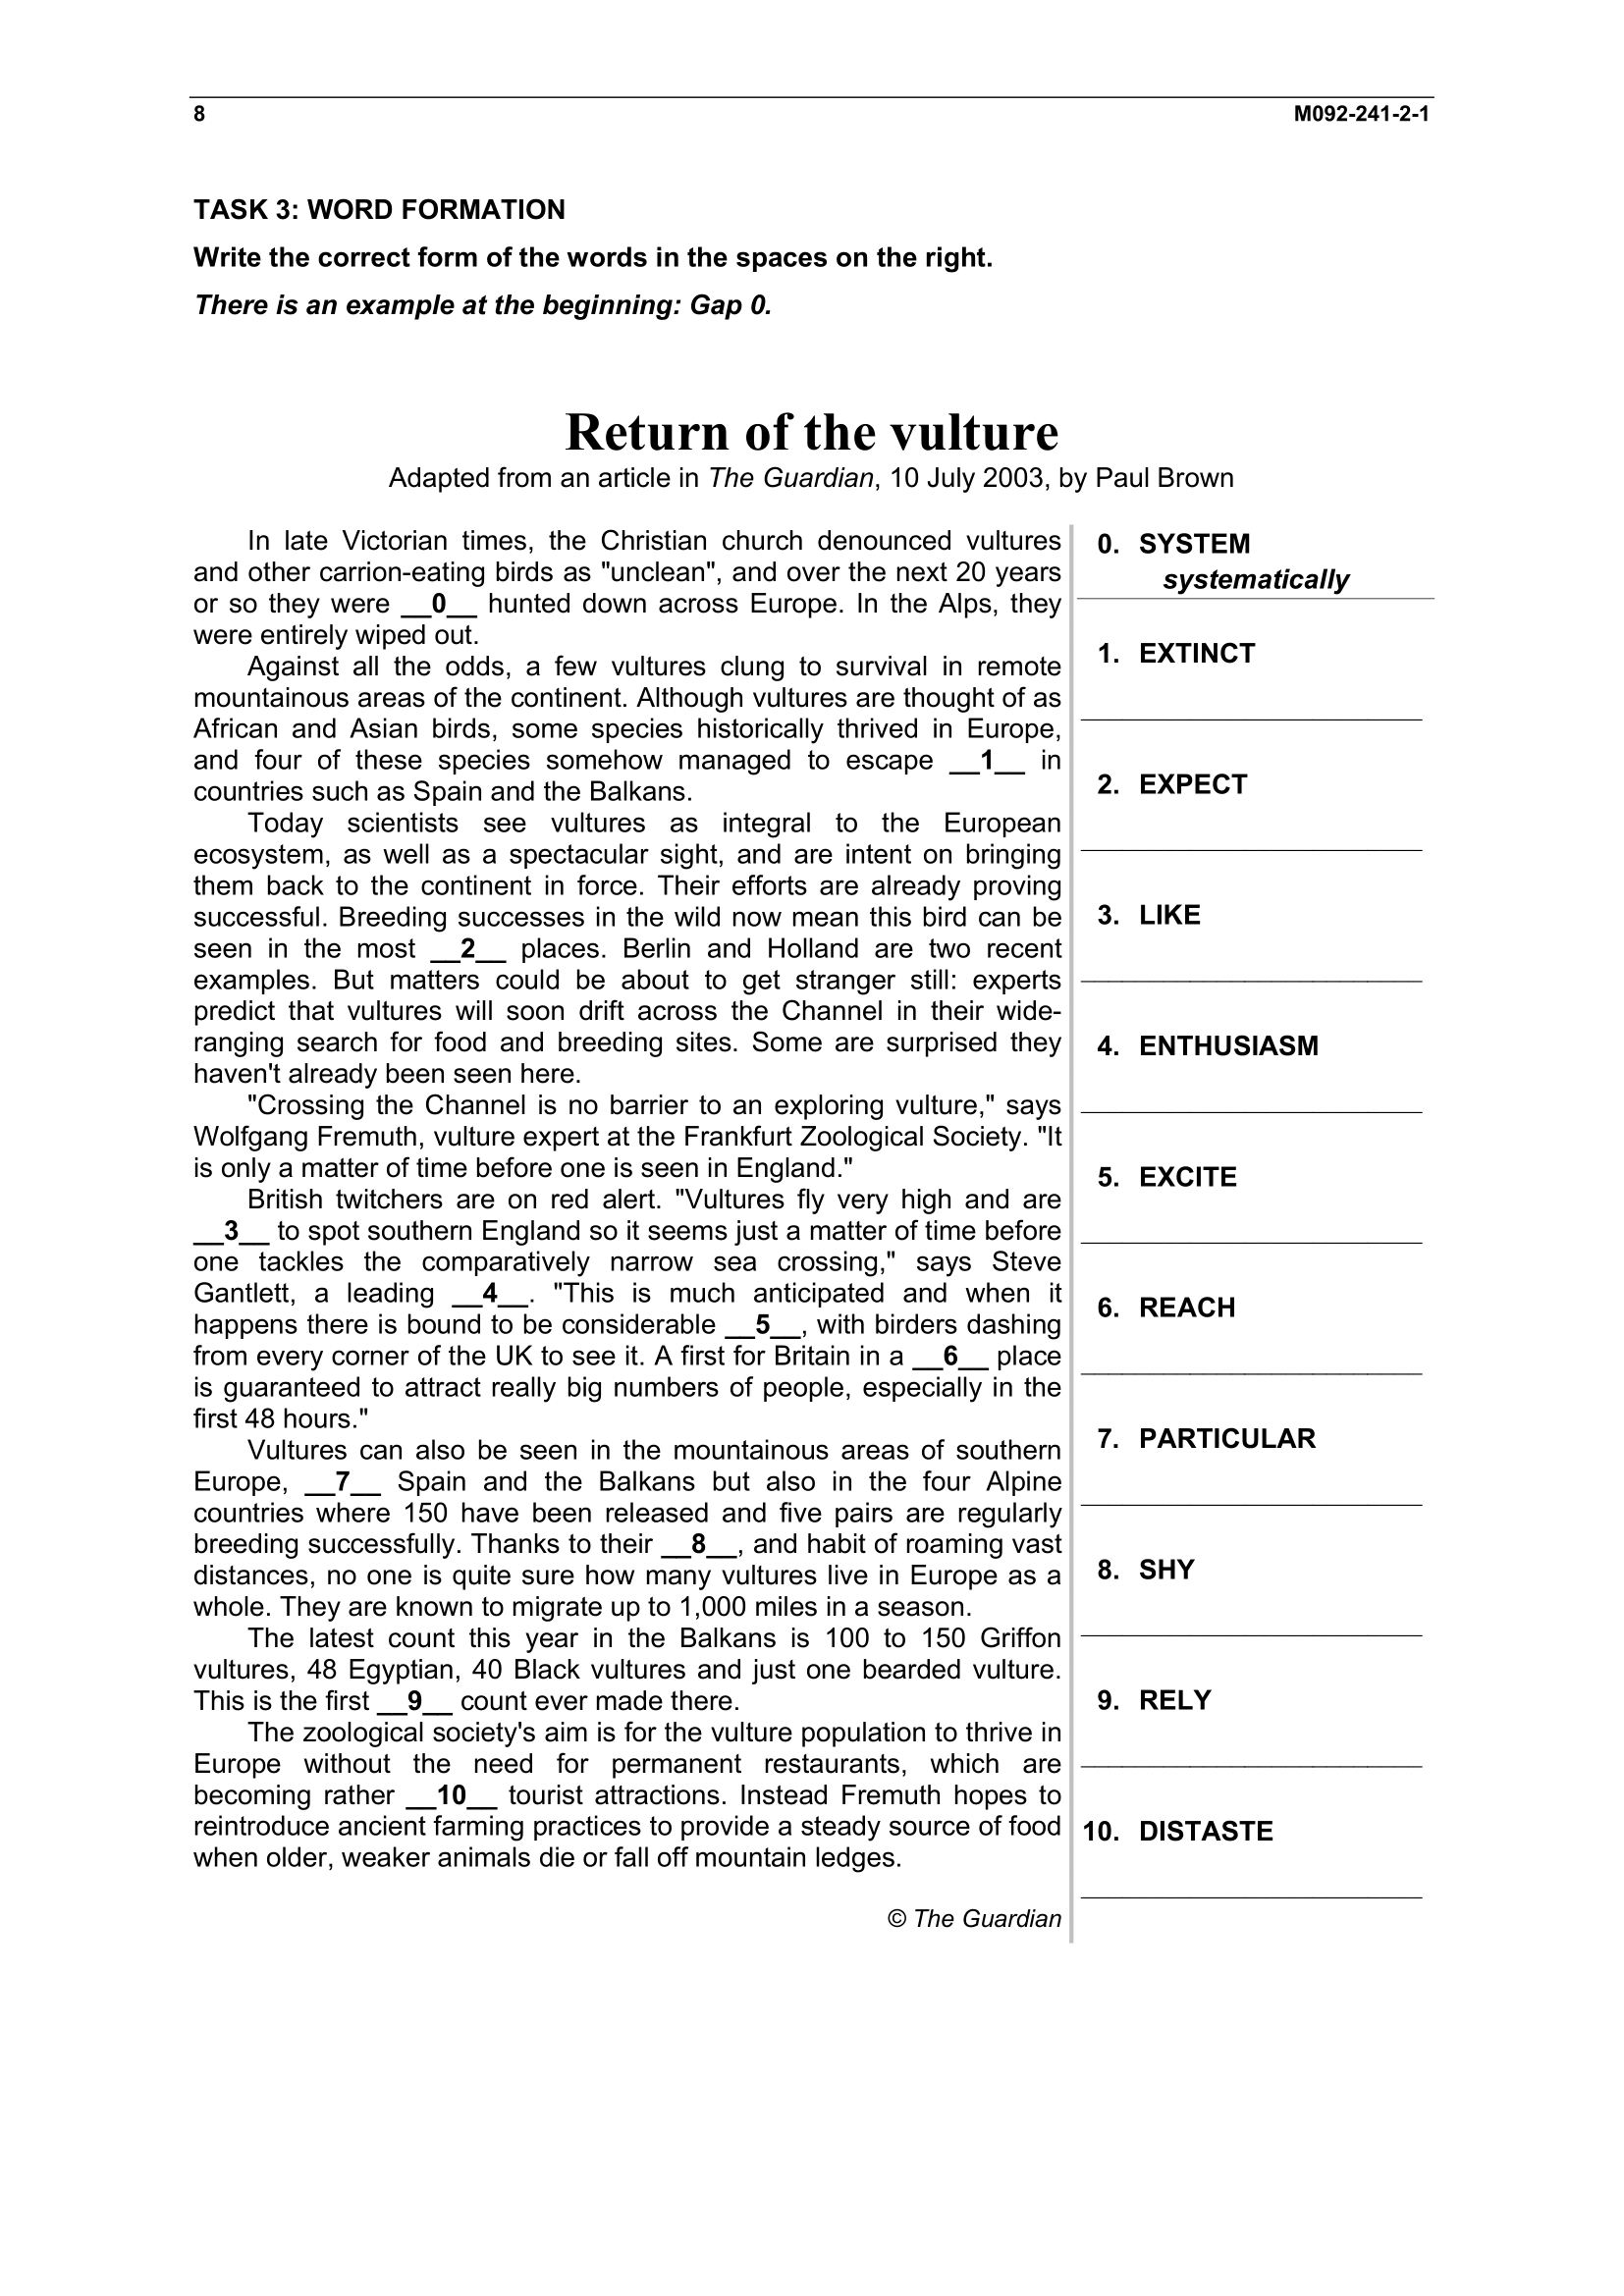 8 M092-241-2-1
TASK 3: WORD FORMATION
Write the correct form of the words in the spaces on the right.
There is an example at the beginning: Gap 0.
Return of the vulture
Adapted from an article in The Guardian, 10 July 2003, by Paul Brown
In late Victorian times, the Christian church denounced vultures
and other carrion-eating birds as "unclean", and over the next 20 years
or so they were __0__ hunted down across Europe. In the Alps, they
were entirely wiped out.
Against all the odds, a few vultures clung to survival in remote
mountainous areas of the continent. Although vultures are thought of as
African and Asian birds, some species historically thrived in Europe,
and four of these species somehow managed to escape __1__ in
countries such as Spain and the Balkans.
Today scientists see vultures as integral to the European
ecosystem, as well as a spectacular sight, and are intent on bringing
them back to the continent in force. Their efforts are already proving
successful. Breeding successes in the wild now mean this bird can be
seen in the most __2__ places. Berlin and Holland are two recent
examples. But matters could be about to get stranger still: experts
predict that vultures will soon drift across the Channel in their wide-
ranging search for food and breeding sites. Some are surprised they
haven't already been seen here.
"Crossing the Channel is no barrier to an exploring vulture," says
Wolfgang Fremuth, vulture expert at the Frankfurt Zoological Society. "It
is only a matter of time before one is seen in England."
British twitchers are on red alert. "Vultures fly very high and are
__3__ to spot southern England so it seems just a matter of time before
one tackles the comparatively narrow sea crossing," says Steve
Gantlett, a leading __4__. "This is much anticipated and when it
happens there is bound to be considerable __5__, with birders dashing
from every corner of the UK to see it. A first for Britain in a __6__ place
is guaranteed to attract really big numbers of people, especially in the
first 48 hours."
Vultures can also be seen in the mountainous areas of southern
Europe, __7__ Spain and the Balkans but also in the four Alpine
countries where 150 have been released and five pairs are regularly
breeding successfully. Thanks to their __8__, and habit of roaming vast
distances, no one is quite sure how many vultures live in Europe as a
whole. They are known to migrate up to 1,000 miles in a season.
The latest count this year in the Balkans is 100 to 150 Griffon
vultures, 48 Egyptian, 40 Black vultures and just one bearded vulture.
This is the first __9__ count ever made there.
The zoological society's aim is for the vulture population to thrive in
Europe without the need for permanent restaurants, which are
becoming rather __10__ tourist attractions. Instead Fremuth hopes to
reintroduce ancient farming practices to provide a steady source of food
when older, weaker animals die or fall off mountain ledges.
© The Guardian
0. SYSTEM
systematically
1. EXTINCT
2. EXPECT
3. LIKE
4. ENTHUSIASM
5. EXCITE
6. REACH
7. PARTICULAR
8. SHY
9. RELY
10. DISTASTE